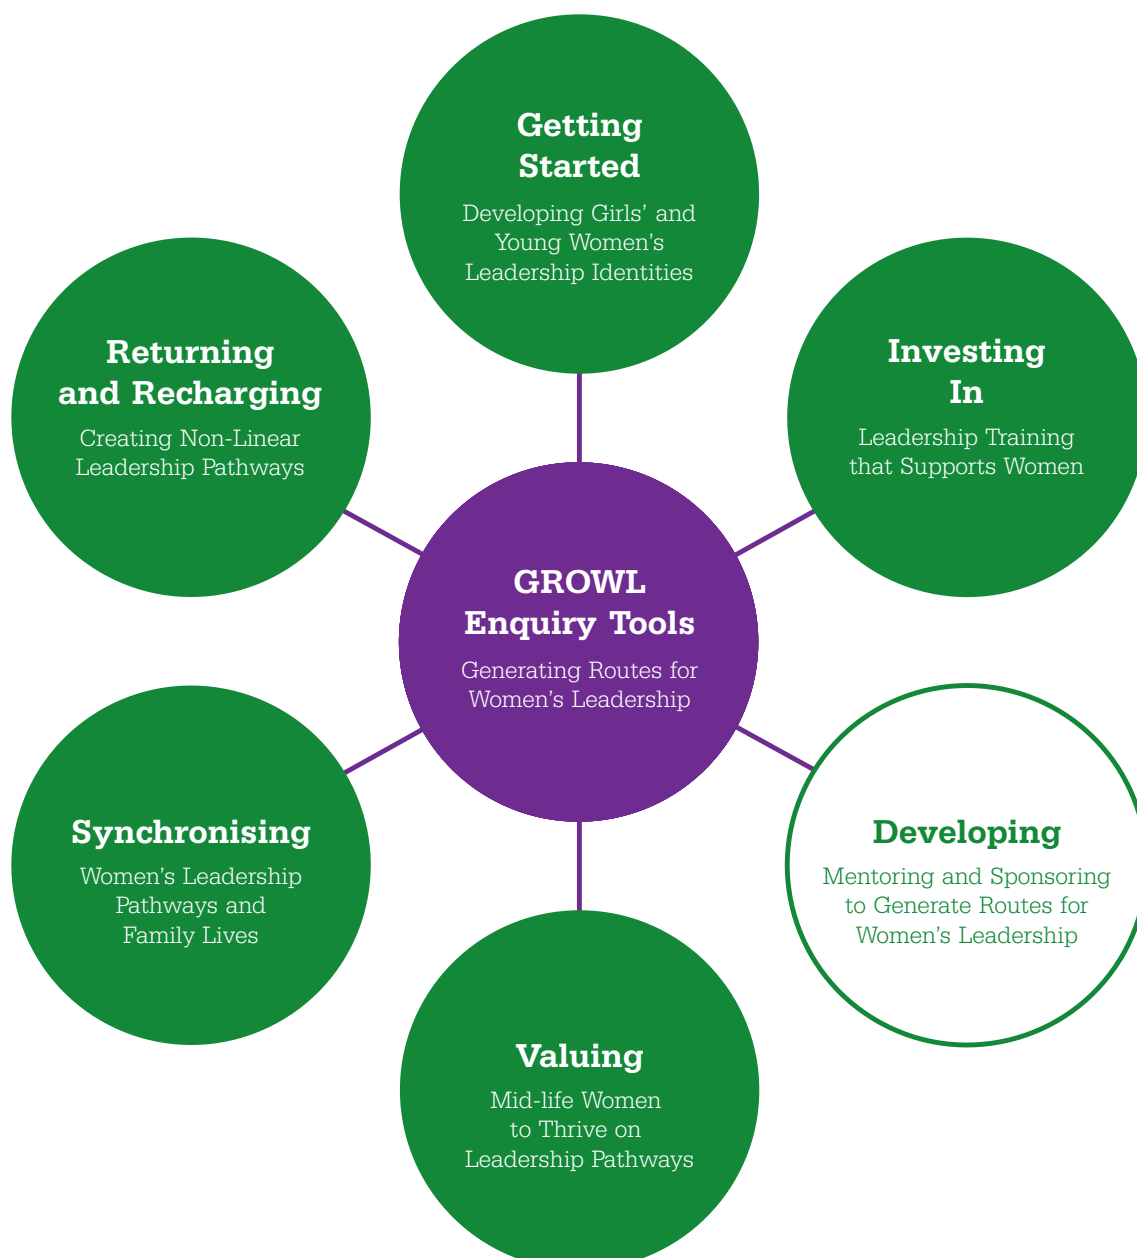 Getting
Started
Developing Girls’ and
Young Women’s
Leadership Identities
Returning
and Recharging
Creating Non-Linear
Leadership Pathways
Investing
In
Leadership Training
that Supports Women
GROWL
Enquiry Tools
Generating Routes for
Women’s Leadership
Synchronising
Women’s Leadership
Pathways and
Family Lives
Developing
Mentoring and Sponsoring
to Generate Routes for
Women’s Leadership
Valuing
Mid-life Women
to Thrive on
Leadership Pathways